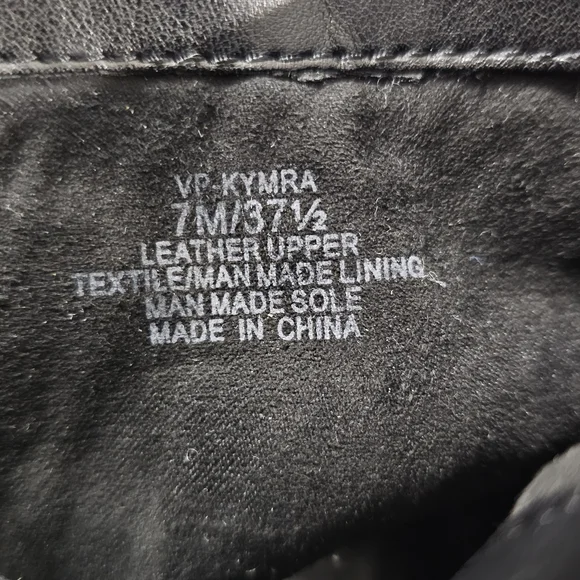 VP-KYMRA
7M/37½
LEATHER UPPER
TEXTILE/MAN MADE LINING
MAN MADE SOLE
MADE IN CHINA